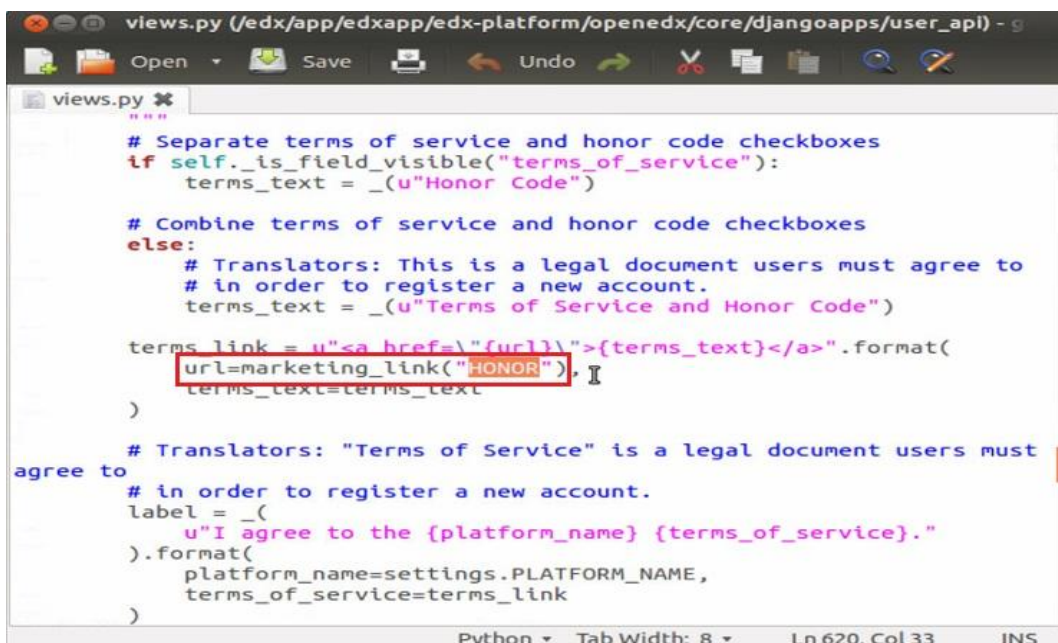 views.py (/edx/app/edxapp/edx-platform/openedx/core/djangoapps/user_api) - g
Open Save Undo
views.py
"""
# Separate terms of service and honor code checkboxes
if self._is_field_visible("terms_of_service"):
terms_text = _(u"Honor Code")
# Combine terms of service and honor code checkboxes
else:
# Translators: This is a legal document users must agree to
# in order to register a new account.
terms_text = _(u"Terms of Service and Honor Code")
terms_link = u"<a href=\"{url}\">{terms_text}</a>".format(
url=marketing_link("HONOR"),
terms_text=terms_text
)
# Translators: "Terms of Service" is a legal document users must
agree to
# in order to register a new account.
label = _(
u"I agree to the {platform_name} {terms_of_service}."
).format(
platform_name=settings.PLATFORM_NAME,
terms_of_service=terms_link
)
Python Tab Width: 8 Ln 620, Col 33 INS